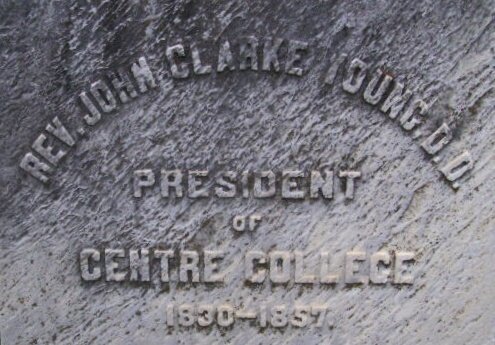 REV. JOHN CLARKE YOUNG D.D.
PRESIDENT
OF
CENTRE COLLEGE
1830-1857.